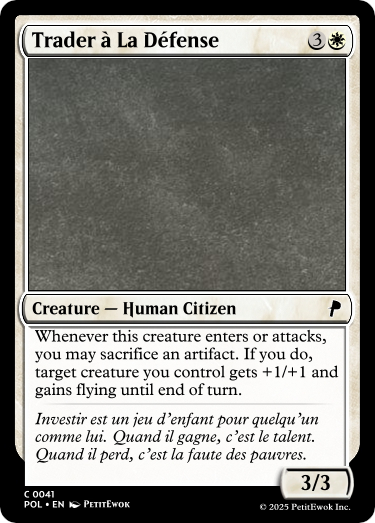 Trader à La Défense 3
Creature — Human Citizen
Whenever this creature enters or attacks,
you may sacrifice an artifact. If you do,
target creature you control gets +1/+1 and
gains flying until end of turn.
Investir est un jeu d'enfant pour quelqu'un
comme lui. Quand il gagne, c'est le talent.
Quand il perd, c'est la faute des pauvres.
3/3
C 0041
POL • EN PetitEwok
© 2025 PetitEwok Inc.